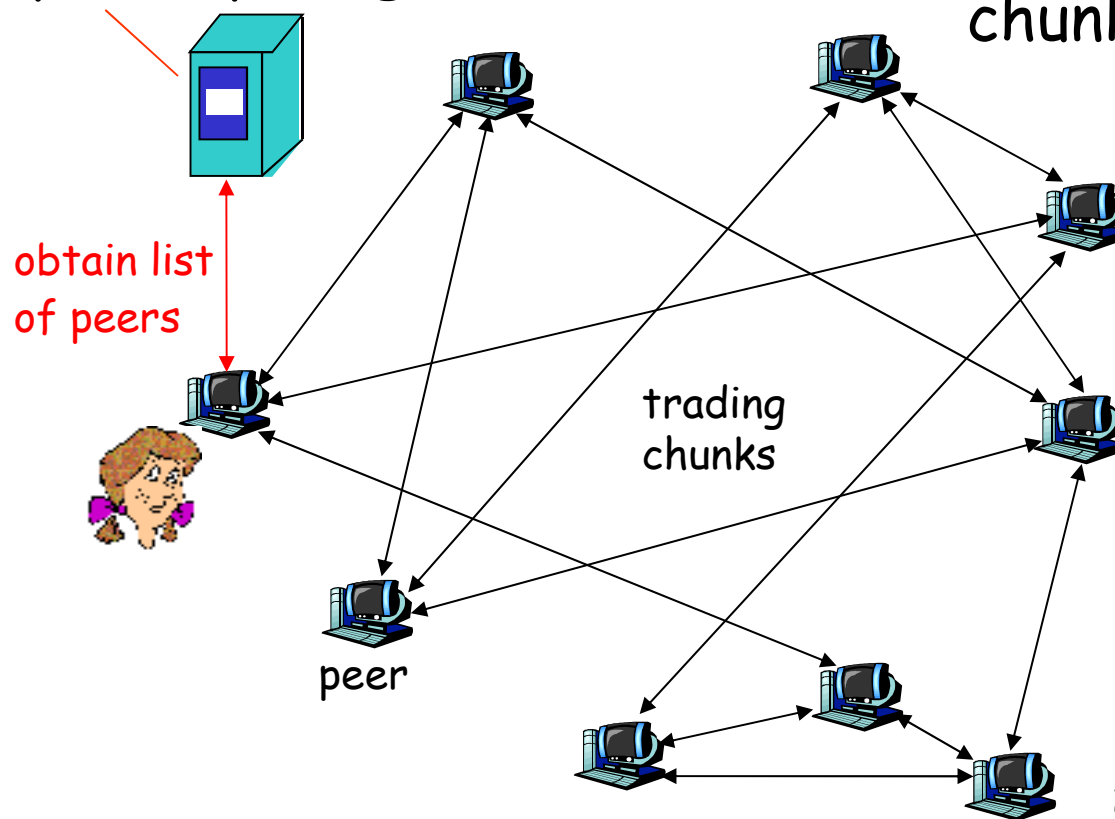 obtain list
of peers
trading
chunks
peer